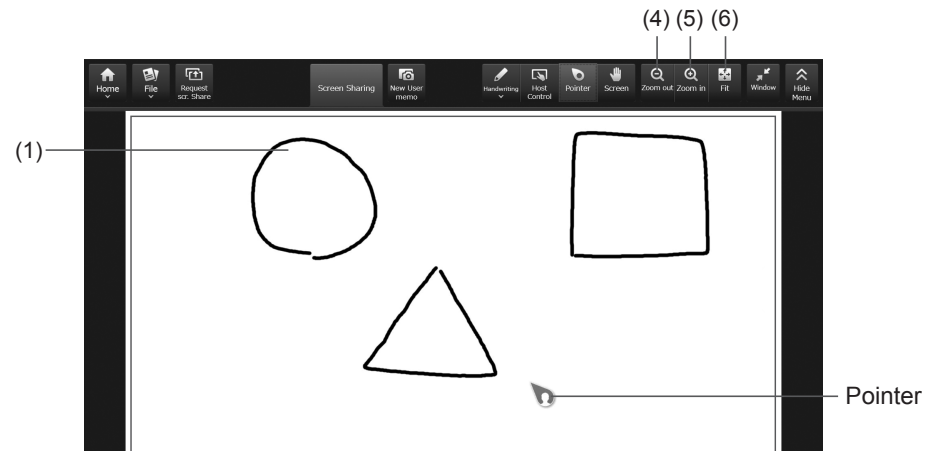 (4) (5) (6)
Home File Request scr. Share Screen Sharing New User memo Handwriting Host Control Pointer Screen Zoom out Zoom in Fit Window Hide Menu
(1)
Pointer